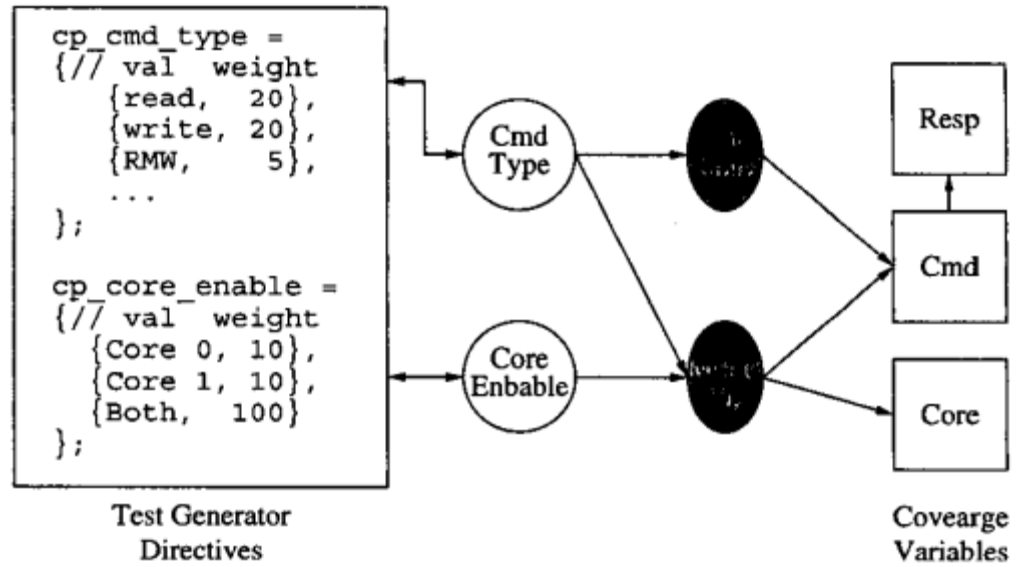 cp_cmd_type =
{// val weight
{read, 20},
{write, 20},
{RMW, 5},
...
};
cp_core_enable =
{// val weight
{Core 0, 10},
{Core 1, 10},
{Both, 100}
};
Test Generator
Directives
Cmd
Type
Core
Enbable
Resp
Cmd
Core
Covearge
Variables